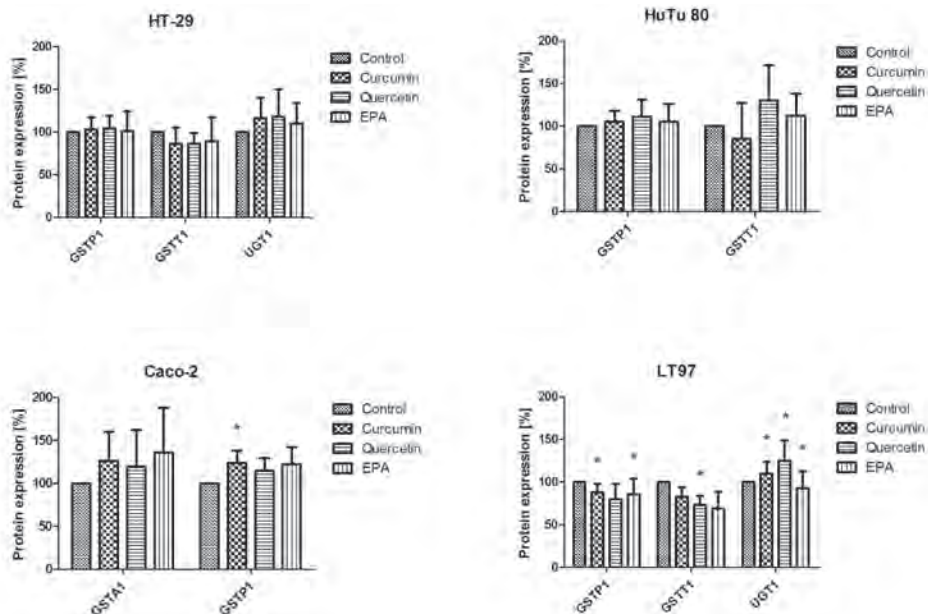 HT-29
Protein expression [%]
200
150
100
50
0
GSTP1
GSTT1
UGT1
Control
Curcumin
Quercetin
EPA
HuTu 80
Protein expression [%]
200
150
100
50
0
GSTP1
GSTT1
Control
Curcumin
Quercetin
EPA
Caco-2
Protein expression [%]
200
150
100
50
0
*
GSTA1
GSTP1
Control
Curcumin
Quercetin
EPA
LT97
Protein expression [%]
200
150
100
50
0
* * * * * *
GSTP1
GSTT1
UGT1
Control
Curcumin
Quercetin
EPA